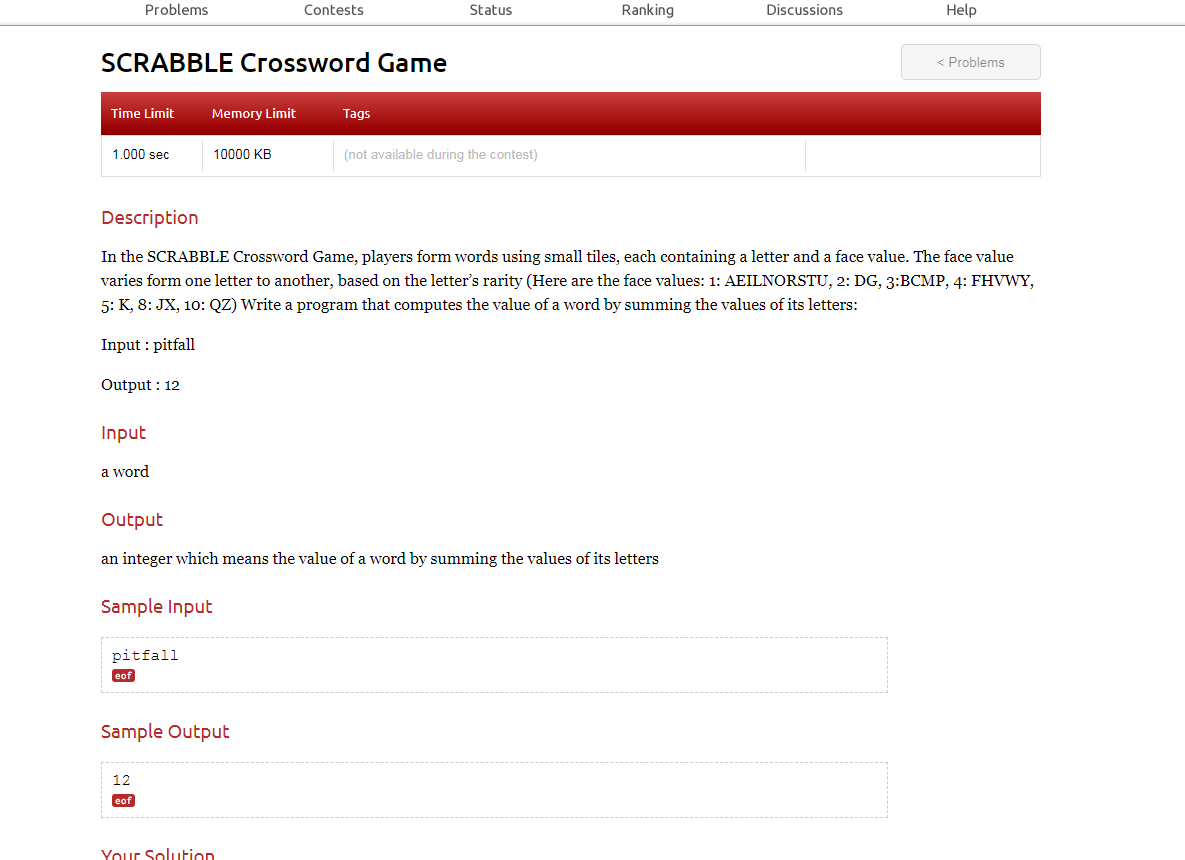 Problems Contests Status Ranking Discussions Help
SCRABBLE Crossword Game
< Problems
Time Limit Memory Limit Tags
1.000 sec 10000 KB (not available during the contest)
Description
In the SCRABBLE Crossword Game, players form words using small tiles, each containing a letter and a face value. The face value
varies form one letter to another, based on the letter’s rarity (Here are the face values: 1: AEILNORSTU, 2: DG, 3:BCMP, 4: FHVWY,
5: K, 8: JX, 10: QZ) Write a program that computes the value of a word by summing the values of its letters:
Input : pitfall
Output : 12
Input
a word
Output
an integer which means the value of a word by summing the values of its letters
Sample Input
pitfall
eof
Sample Output
12
eof
Your Solution